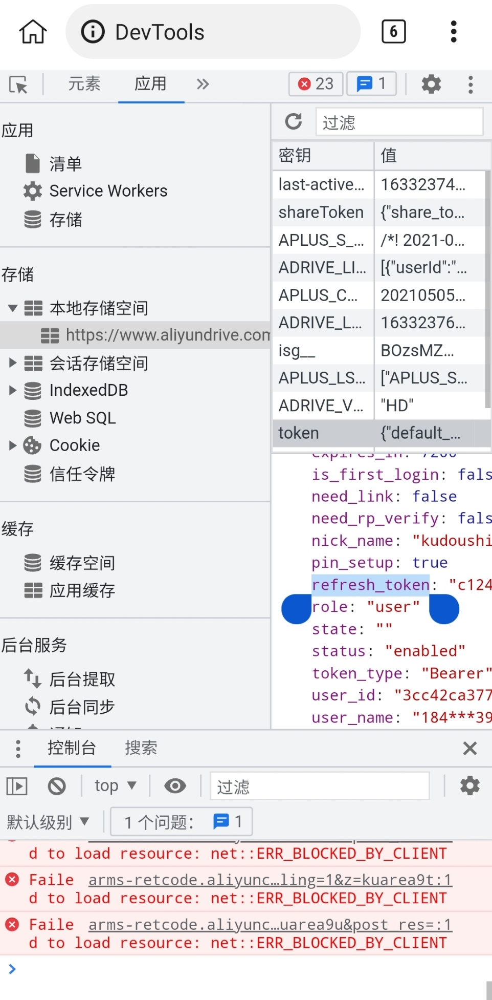 DevTools
6
元素
应用
23
1
应用
清单
Service Workers
存储
存储
本地存储空间
https://www.aliyundrive.com
会话存储空间
IndexedDB
Web SQL
Cookie
信任令牌
缓存
缓存空间
应用缓存
后台服务
后台提取
后台同步
通知
过滤
密钥 值
last-active... 16332374...
shareToken {"share_to...
APLUS_S_... /*! 2021-0...
ADRIVE_LI... [{"userId":"...
APLUS_C... 20210505...
ADRIVE_L... 16332376...
isg__ BOzsMZ...
APLUS_LS... ["APLUS_S...
ADRIVE_V... "HD"
token {"default_...
expires_in: 7200
is_first_login: fals
need_link: false
need_rp_verify: fals
nick_name: "kudoushi
pin_setup: true
refresh_token: "c124
role: "user"
state: ""
status: "enabled"
token_type: "Bearer"
user_id: "3cc42ca377
user_name: "184***39
控制台 搜索
top 过滤
默认级别 1 个问题: 1
d to load resource: net::ERR_BLOCKED_BY_CLIENT
Faile arms-retcode.aliyunc…ling=1&z=kuarea9t:1
d to load resource: net::ERR_BLOCKED_BY_CLIENT
Faile arms-retcode.aliyunc…uarea9u&post_res=:1
d to load resource: net::ERR_BLOCKED_BY_CLIENT